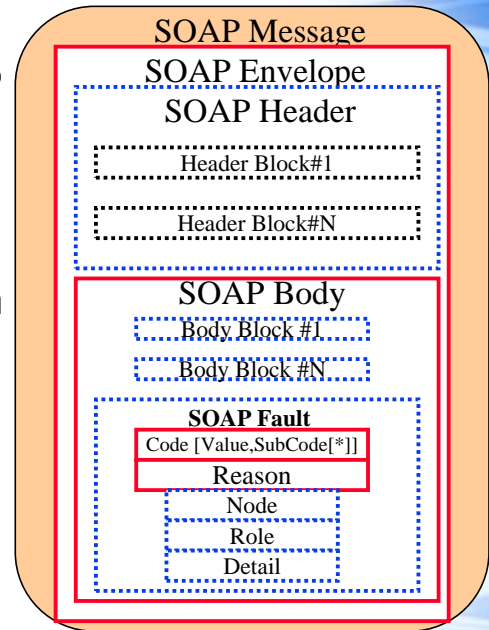 SOAP Message
SOAP Envelope
SOAP Header
Header Block#1
Header Block#N
SOAP Body
Body Block #1
Body Block #N
SOAP Fault
Code [Value,SubCode[*]]
Reason
Node
Role
Detail